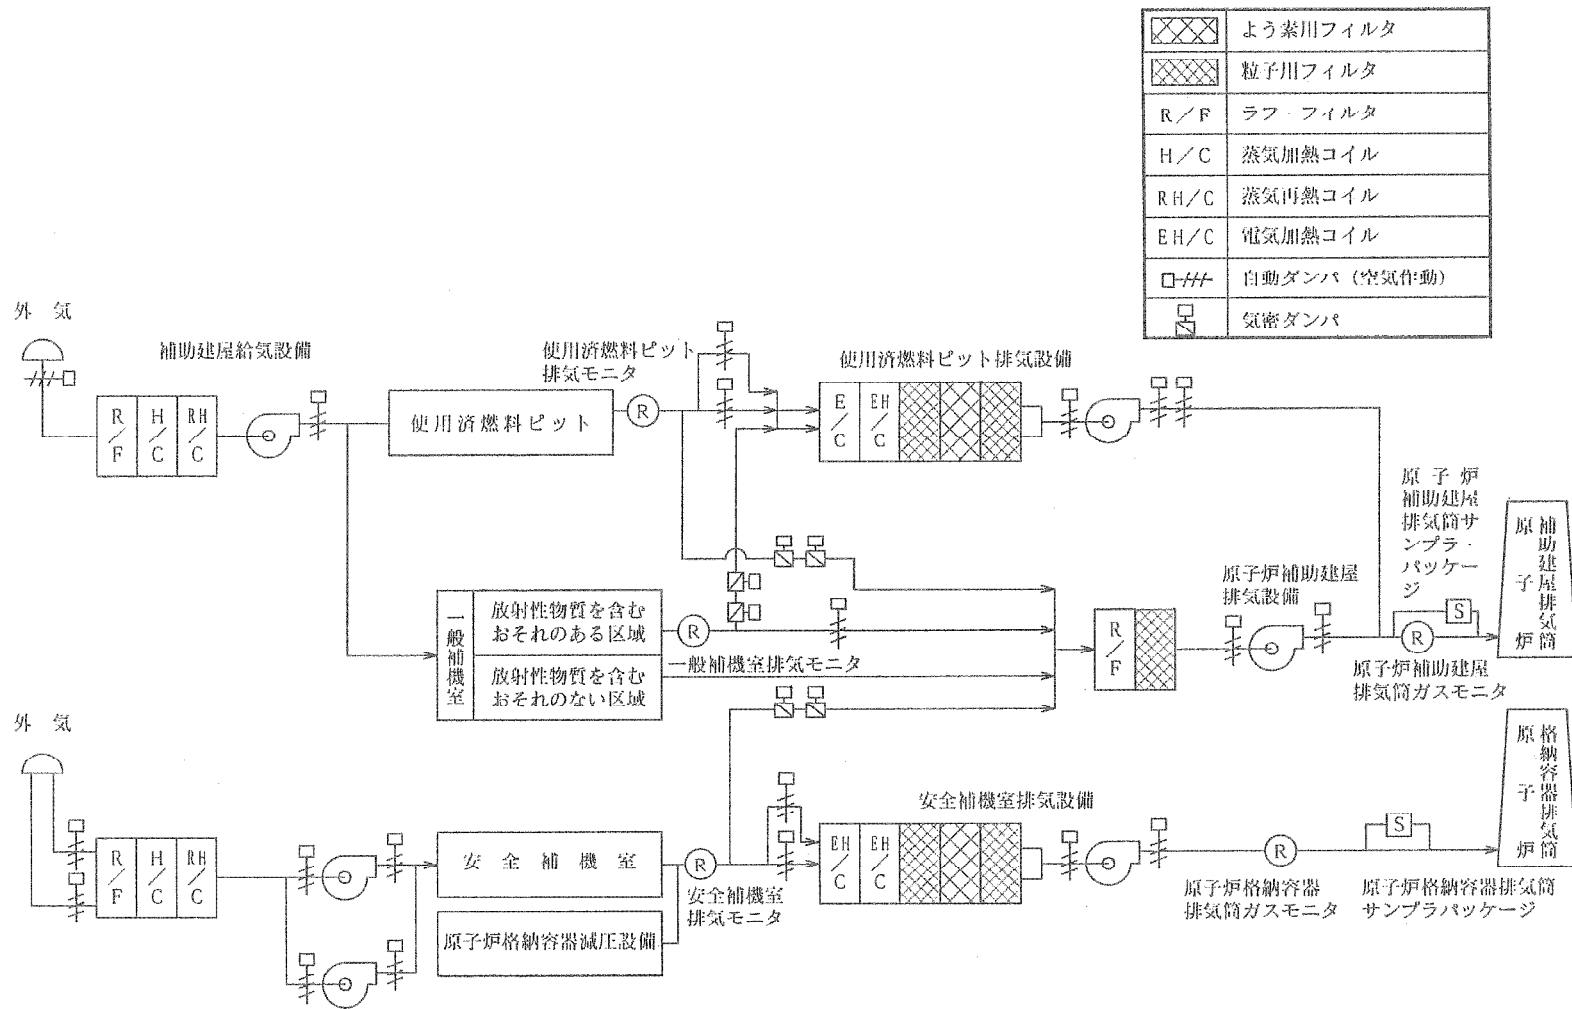 よう素用フィルタ
粒子用フィルタ
R/F ラフ・フィルタ
H/C 蒸気加熱コイル
RH/C 蒸気再熱コイル
EH/C 電気加熱コイル
自動ダンパ(空気作動)
気密ダンパ
外気
補助建屋給気設備
R/F
H/C
RH/C
使用済燃料ピット
使用済燃料ピット
排気モニタ
R
使用済燃料ピット排気設備
E/C
EH/C
一般補機室
放射性物質を含む
おそれのある区域
放射性物質を含む
おそれのない区域
R
一般補機室排気モニタ
R/F
原子炉補助建屋
排気設備
原子炉
補助建屋
排気筒サ
ンプラ・
パッケー
ジ
S
R
原子炉補助建屋
排気筒ガスモニタ
原子炉
補助建屋排気筒
外気
R/F
H/C
RH/C
安全補機室
原子炉格納容器減圧設備
R
安全補機室
排気モニタ
安全補機室排気設備
EH/C
EH/C
R
原子炉格納容器
排気筒ガスモニタ
S
原子炉格納容器排気筒
サンプラパッケージ
原子炉
格納容器排気筒